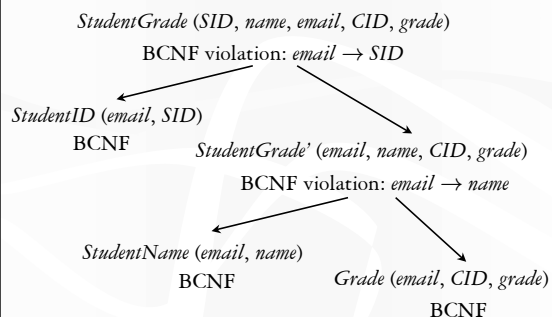 StudentGrade (SID, name, email, CID, grade)
BCNF violation: email → SID
StudentID (email, SID)
BCNF
StudentGrade’ (email, name, CID, grade)
BCNF violation: email → name
StudentName (email, name)
BCNF
Grade (email, CID, grade)
BCNF